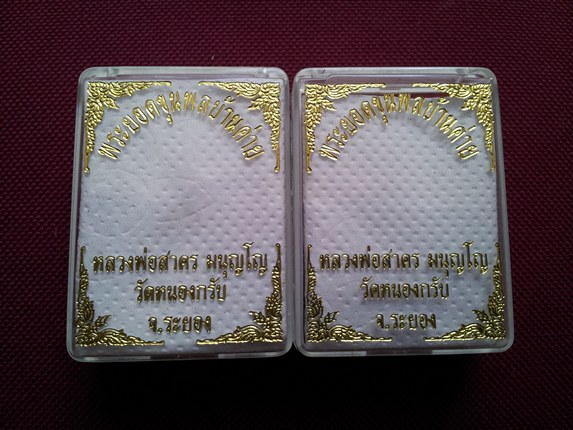 พระยอดขุนพลบ้านค่าย
หลวงพ่อสาคร มนุญโญ
วัดหนองกรับ
จ.ระยอง
พระยอดขุนพลบ้านค่าย
หลวงพ่อสาคร มนุญโญ
วัดหนองกรับ
จ.ระยอง